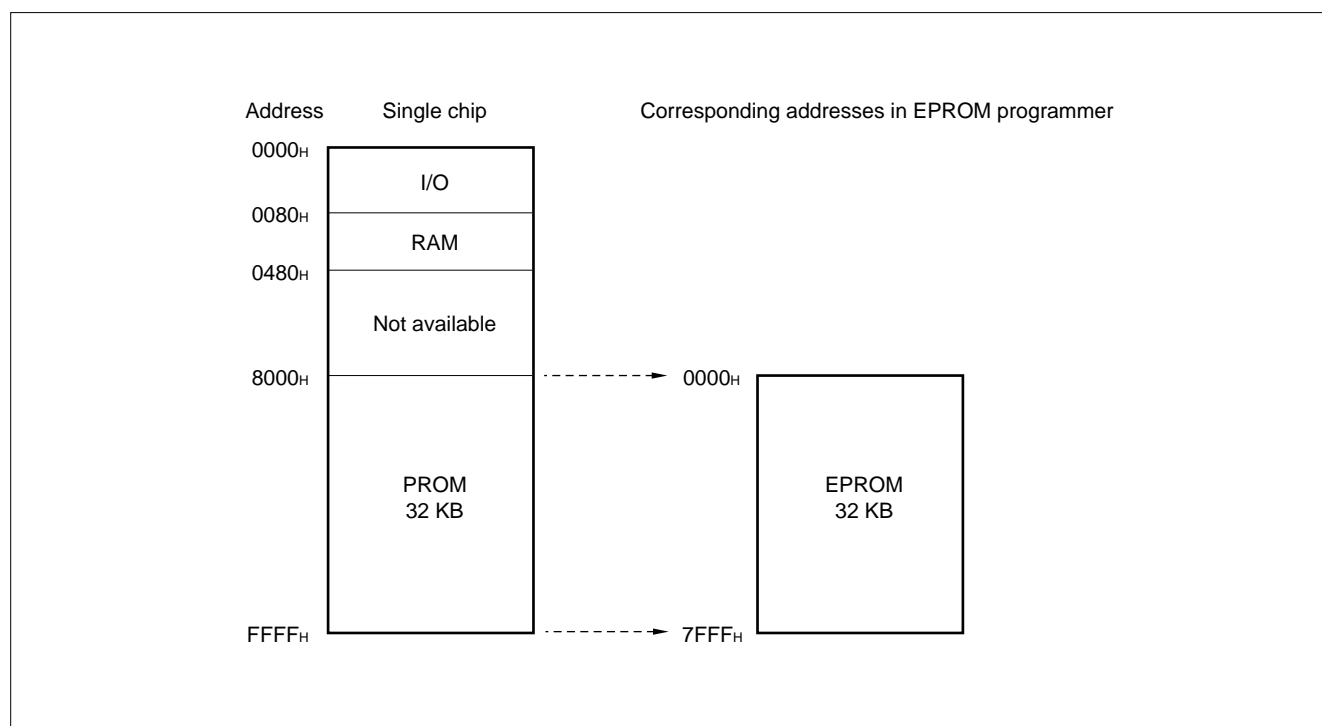 Address Single chip Corresponding addresses in EPROM programmer
0000H
I/O
0080H
RAM
0480H
Not available
8000H 0000H
PROM EPROM
32 KB 32 KB
FFFFH 7FFFH